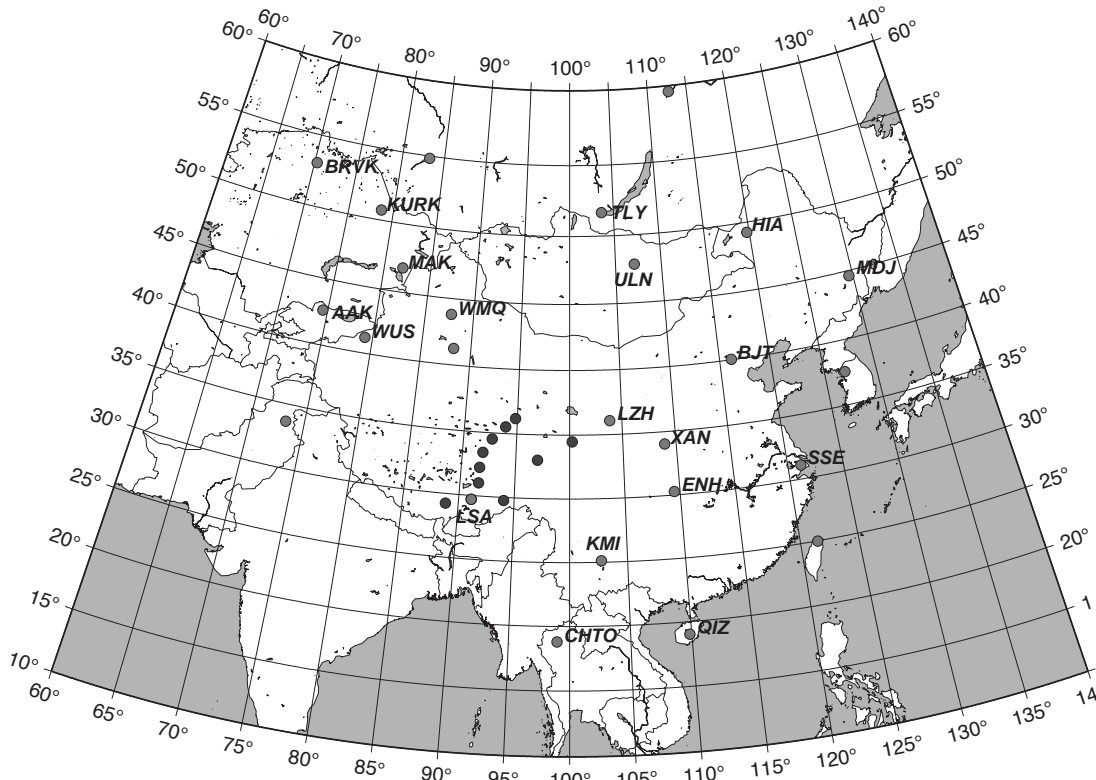 60° 70° 80° 90° 100° 110° 120° 130° 140°
60° 60°
55° 55°
50° 50°
45° 45°
40° 40°
35° 35°
30° 30°
25° 25°
20° 20°
15° 1
10°
BRVK
KURK
TLY
HIA
MAK
ULN
MDJ
AAK
WMQ
WUS
BJT
LZH
XAN
SSE
ENH
LSA
KMI
CHTO
QIZ
60° 65° 70° 75° 80° 85° 90° 95° 100° 105° 110° 115° 120° 125° 130° 135° 14